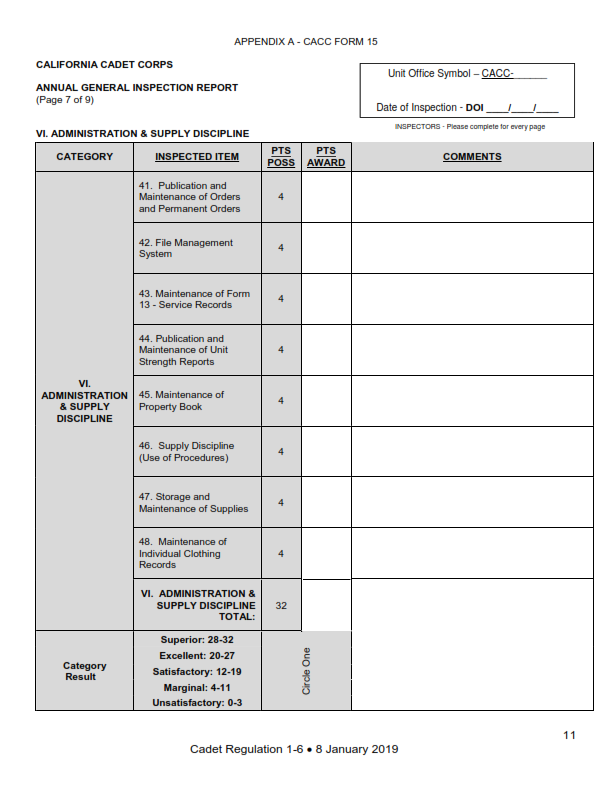 APPENDIX A - CACC FORM 15
CALIFORNIA CADET CORPS
ANNUAL GENERAL INSPECTION REPORT
(Page 7 of 9)
Unit Office Symbol – CACC-______
Date of Inspection - DOI ____/____/____
INSPECTORS - Please complete for every page
VI. ADMINISTRATION & SUPPLY DISCIPLINE
CATEGORY
INSPECTED ITEM
PTS
POSS
PTS
AWARD
COMMENTS
VI.
ADMINISTRATION
& SUPPLY
DISCIPLINE
41. Publication and
Maintenance of Orders
and Permanent Orders
4
42. File Management
System
4
43. Maintenance of Form
13 - Service Records
4
44. Publication and
Maintenance of Unit
Strength Reports
4
45. Maintenance of
Property Book
4
46. Supply Discipline
(Use of Procedures)
4
47. Storage and
Maintenance of Supplies
4
48. Maintenance of
Individual Clothing
Records
4
VI. ADMINISTRATION &
SUPPLY DISCIPLINE
TOTAL:
32
Category
Result
Superior: 28-32
Excellent: 20-27
Satisfactory: 12-19
Marginal: 4-11
Unsatisfactory: 0-3
Circle One
11
Cadet Regulation 1-6 • 8 January 2019